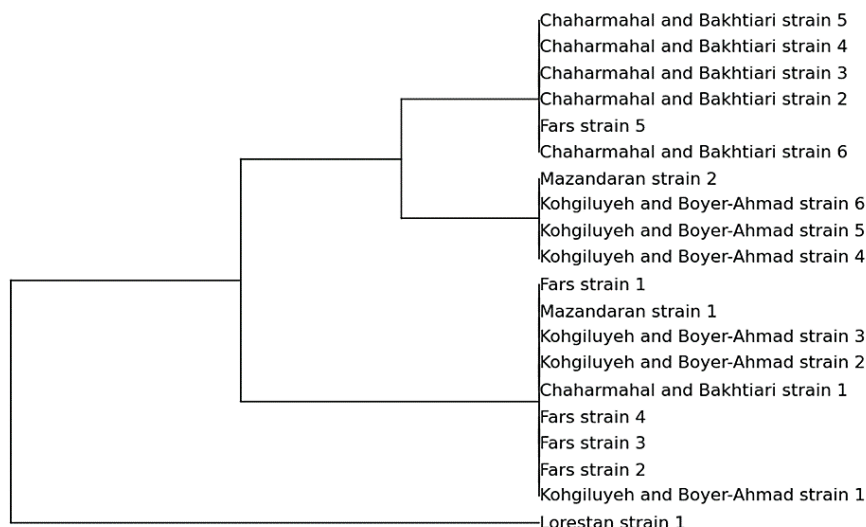 Chaharmahal and Bakhtiari strain 5
Chaharmahal and Bakhtiari strain 4
Chaharmahal and Bakhtiari strain 3
Chaharmahal and Bakhtiari strain 2
Fars strain 5
Chaharmahal and Bakhtiari strain 6
Mazandaran strain 2
Kohgiluyeh and Boyer-Ahmad strain 6
Kohgiluyeh and Boyer-Ahmad strain 5
Kohgiluyeh and Boyer-Ahmad strain 4
Fars strain 1
Mazandaran strain 1
Kohgiluyeh and Boyer-Ahmad strain 3
Kohgiluyeh and Boyer-Ahmad strain 2
Chaharmahal and Bakhtiari strain 1
Fars strain 4
Fars strain 3
Fars strain 2
Kohgiluyeh and Boyer-Ahmad strain 1
Lorestan strain 1